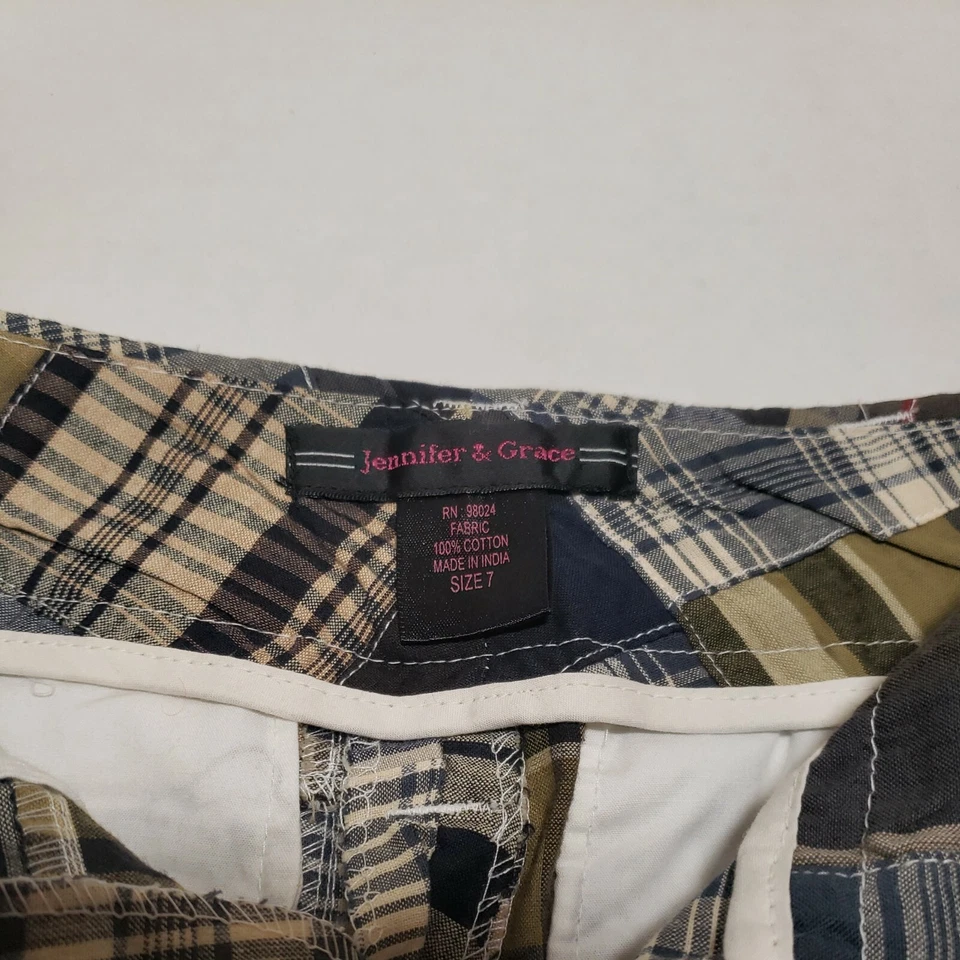 Jennifer & Grace
RN : 98024
FABRIC
100% COTTON
MADE IN INDIA
SIZE 7